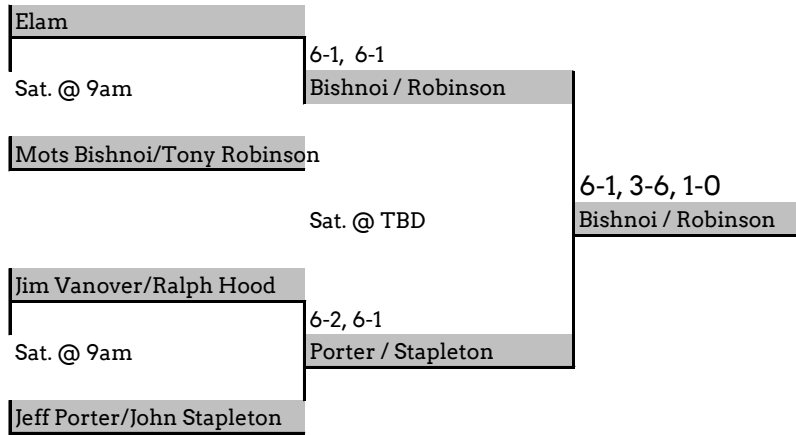 Elam
6-1, 6-1
Sat. @ 9am
Bishnoi / Robinson
Mots Bishnoi/Tony Robinson
6-1, 3-6, 1-0
Sat. @ TBD
Bishnoi / Robinson
Jim Vanover/Ralph Hood
6-2, 6-1
Sat. @ 9am
Porter / Stapleton
Jeff Porter/John Stapleton